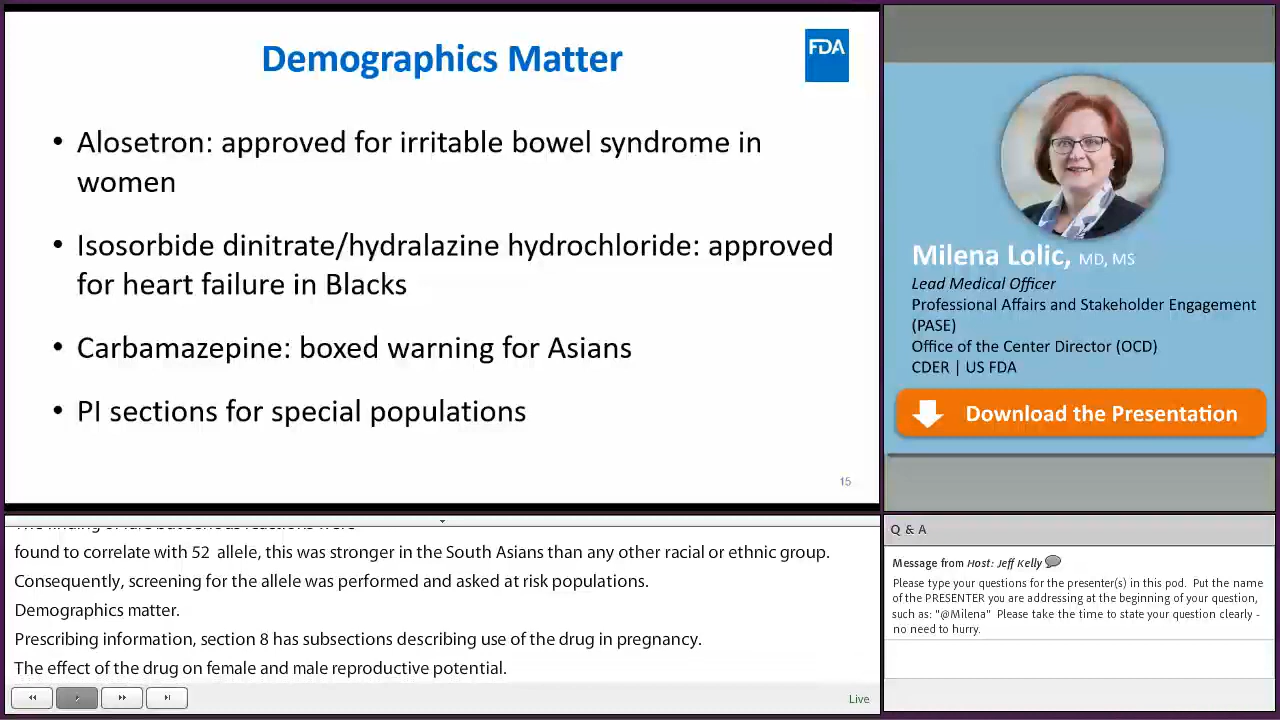 Demographics Matter
FDA
• Alosetron: approved for irritable bowel syndrome in
women
• Isosorbide dinitrate/hydralazine hydrochloride: approved
for heart failure in Blacks
• Carbamazepine: boxed warning for Asians
• PI sections for special populations
15
Milena Lolic, MD, MS
Lead Medical Officer
Professional Affairs and Stakeholder Engagement
(PASE)
Office of the Center Director (OCD)
CDER | US FDA
Download the Presentation
found to correlate with 52 allele, this was stronger in the South Asians than any other racial or ethnic group.
Consequently, screening for the allele was performed and asked at risk populations.
Demographics matter.
Prescribing information, section 8 has subsections describing use of the drug in pregnancy.
The effect of the drug on female and male reproductive potential.
Live
Q & A
Message from Host: Jeff Kelly
Please type your questions for the presenter(s) in this pod. Put the name
of the PRESENTER you are addressing at the beginning of your question,
such as: "@Milena" Please take the time to state your question clearly -
no need to hurry.